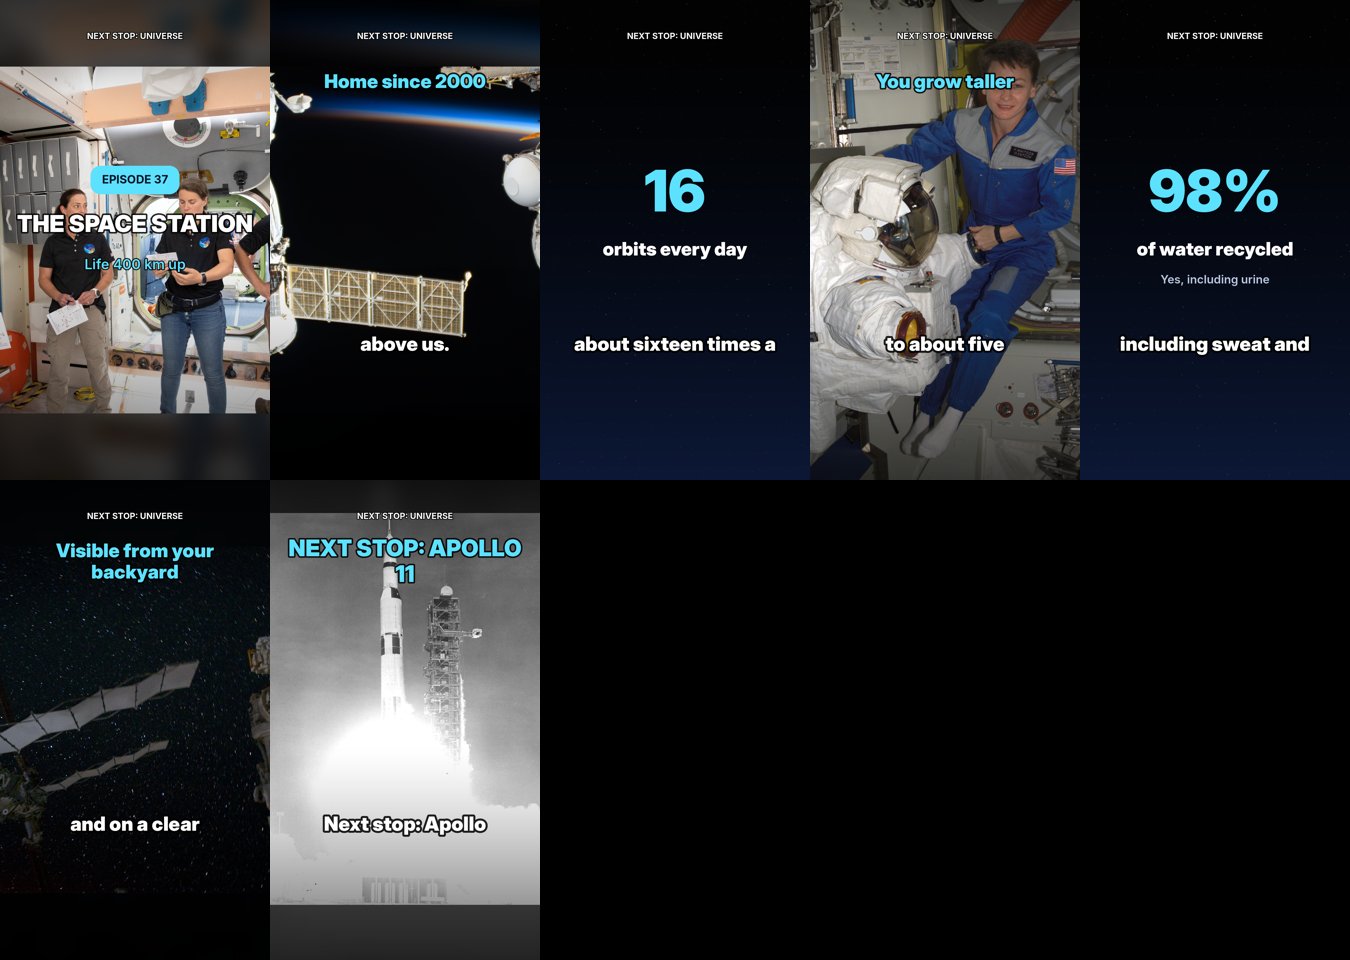 NEXT STOP: UNIVERSE
EPISODE 37
THE SPACE STATION
Life 400 km up
NEXT STOP: UNIVERSE
Home since 2000
above us.
NEXT STOP: UNIVERSE
16
orbits every day
about sixteen times a
NEXT STOP: UNIVERSE
You grow taller
to about five
NEXT STOP: UNIVERSE
98%
of water recycled
Yes, including urine
including sweat and
NEXT STOP: UNIVERSE
Visible from your
backyard
and on a clear
NEXT STOP: UNIVERSE
NEXT STOP: APOLLO
11
Next stop: Apollo